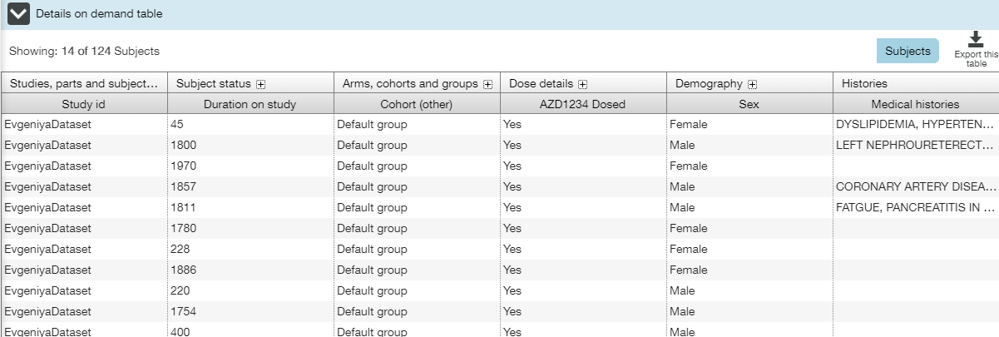 Details on demand table
Showing: 14 of 124 Subjects
Subjects
Export this
table
Studies, parts and subject... Subject status Arms, cohorts and groups Dose details Demography Histories
Study id Duration on study Cohort (other) AZD1234 Dosed Sex Medical histories
EvgeniyaDataset 45 Default group Yes Female DYSLIPIDEMIA, HYPERTEN...
EvgeniyaDataset 1800 Default group Yes Male LEFT NEPHROURETERECT...
EvgeniyaDataset 1970 Default group Yes Female
EvgeniyaDataset 1857 Default group Yes Male CORONARY ARTERY DISEA...
EvgeniyaDataset 1811 Default group Yes Male FATGUE, PANCREATITIS IN ...
EvgeniyaDataset 1780 Default group Yes Female
EvgeniyaDataset 228 Default group Yes Female
EvgeniyaDataset 1886 Default group Yes Female
EvgeniyaDataset 220 Default group Yes Male
EvgeniyaDataset 1754 Default group Yes Male
EvgeniyaDataset 400 Default group Yes Male